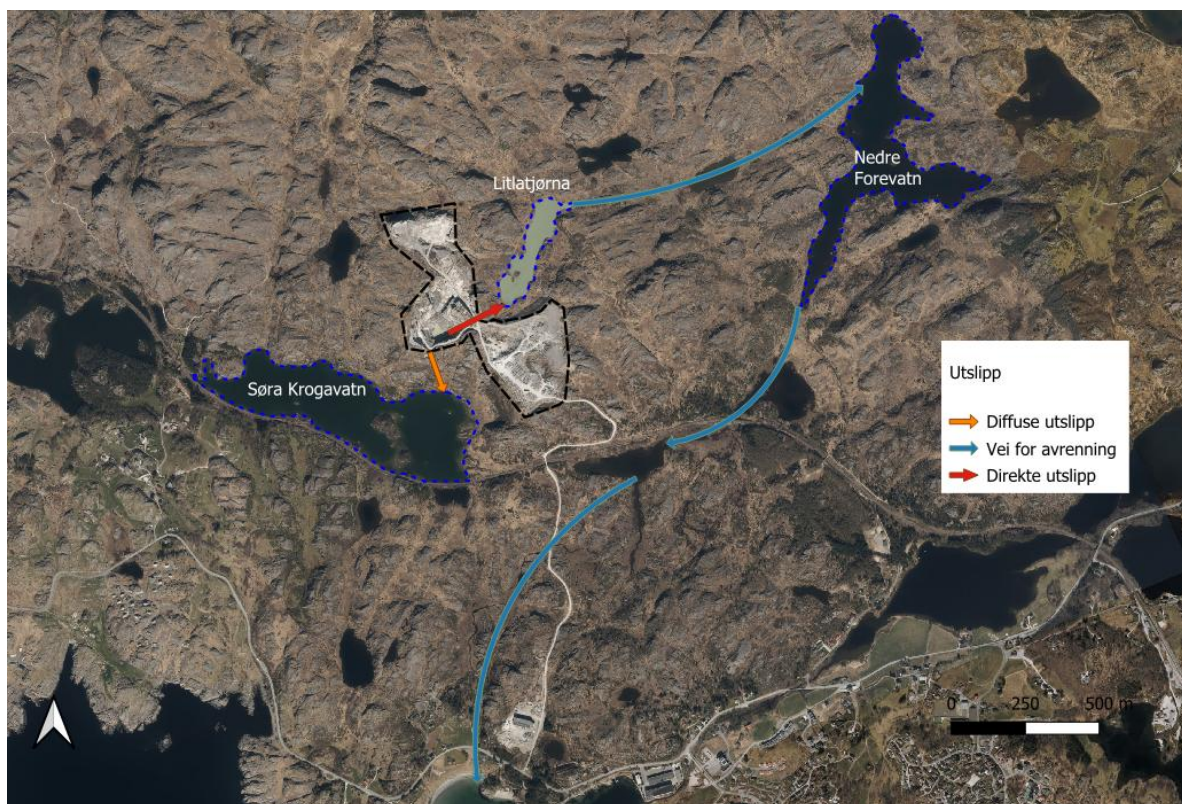 Litlatjørna
Nedre
Forevatn
Søra Krogavatn
Utslipp
Diffuse utslipp
Vei for avrenning
Direkte utslipp
0 250 500 m